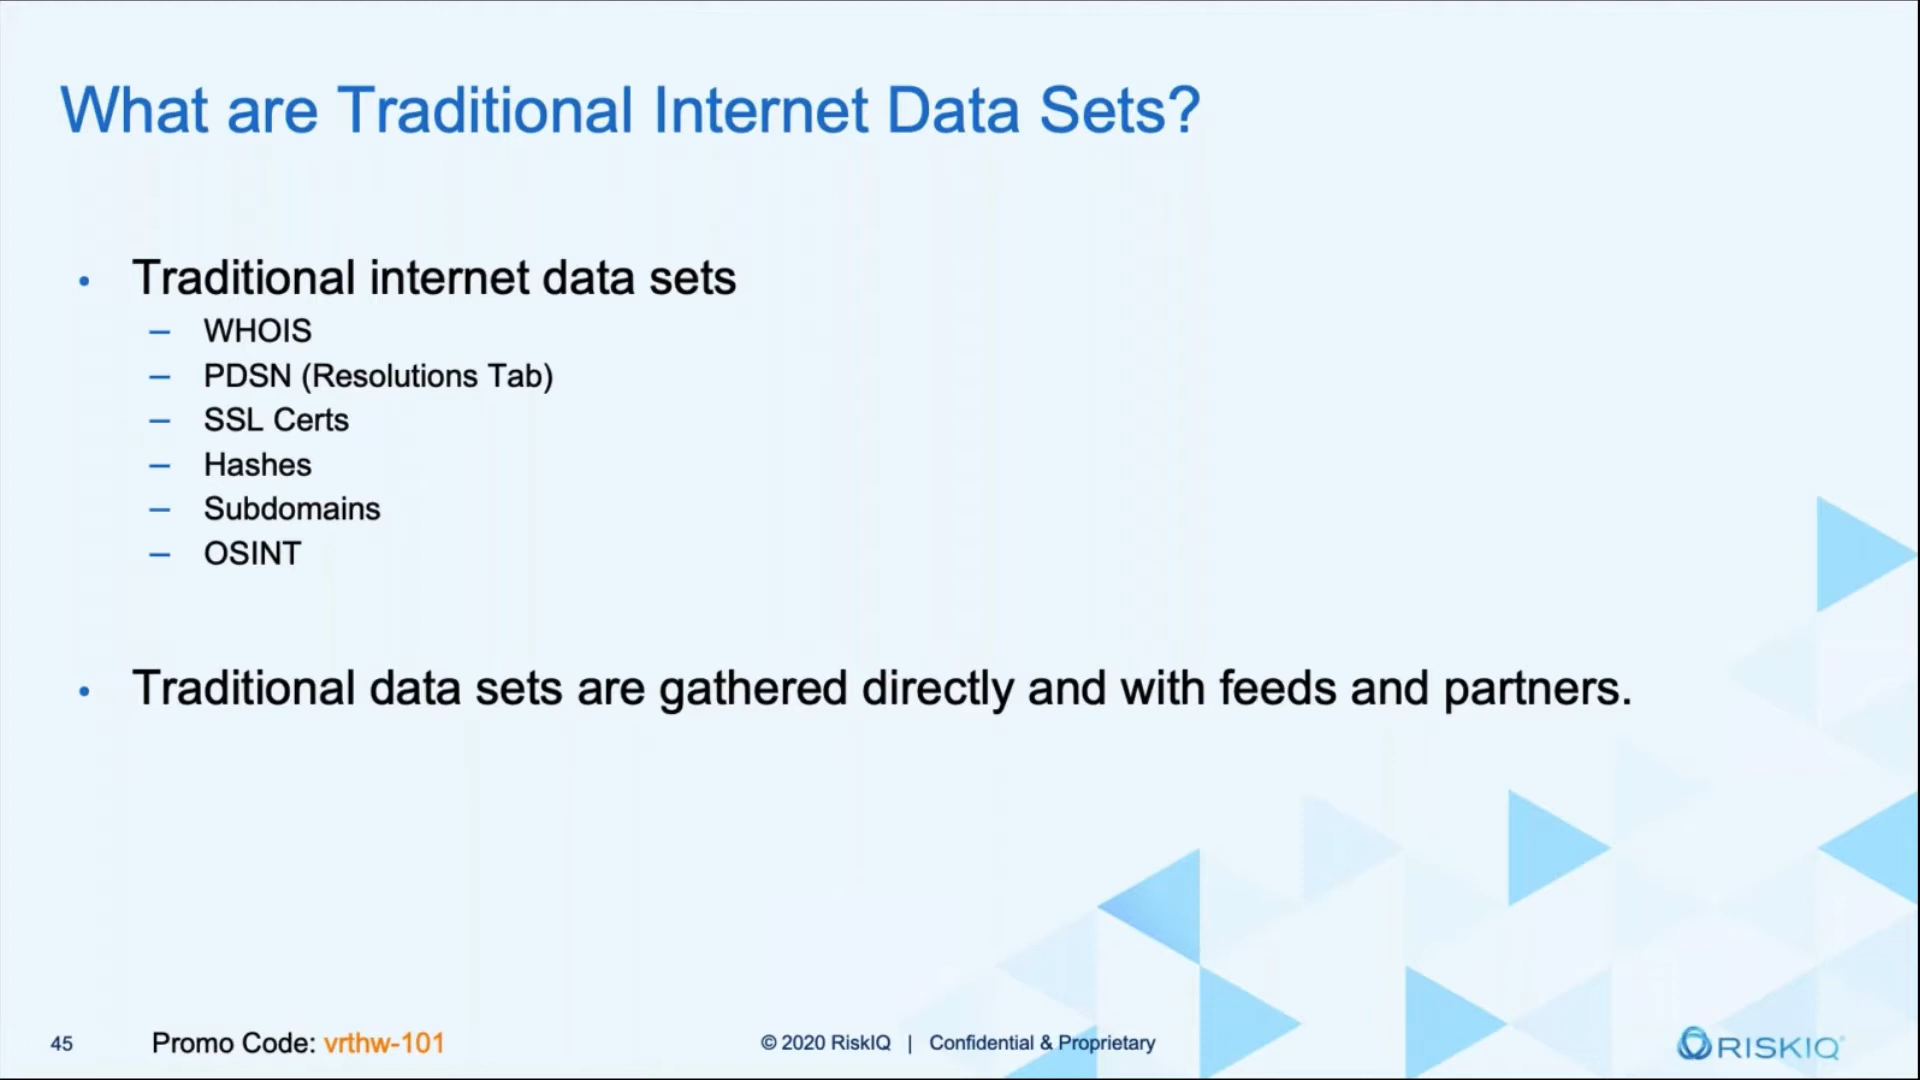 What are Traditional Internet Data Sets?
• Traditional internet data sets
– WHOIS
– PDSN (Resolutions Tab)
– SSL Certs
– Hashes
– Subdomains
– OSINT
• Traditional data sets are gathered directly and with feeds and partners.
45 Promo Code: vrthw-101 © 2020 RiskIQ | Confidential & Proprietary RISKIQ